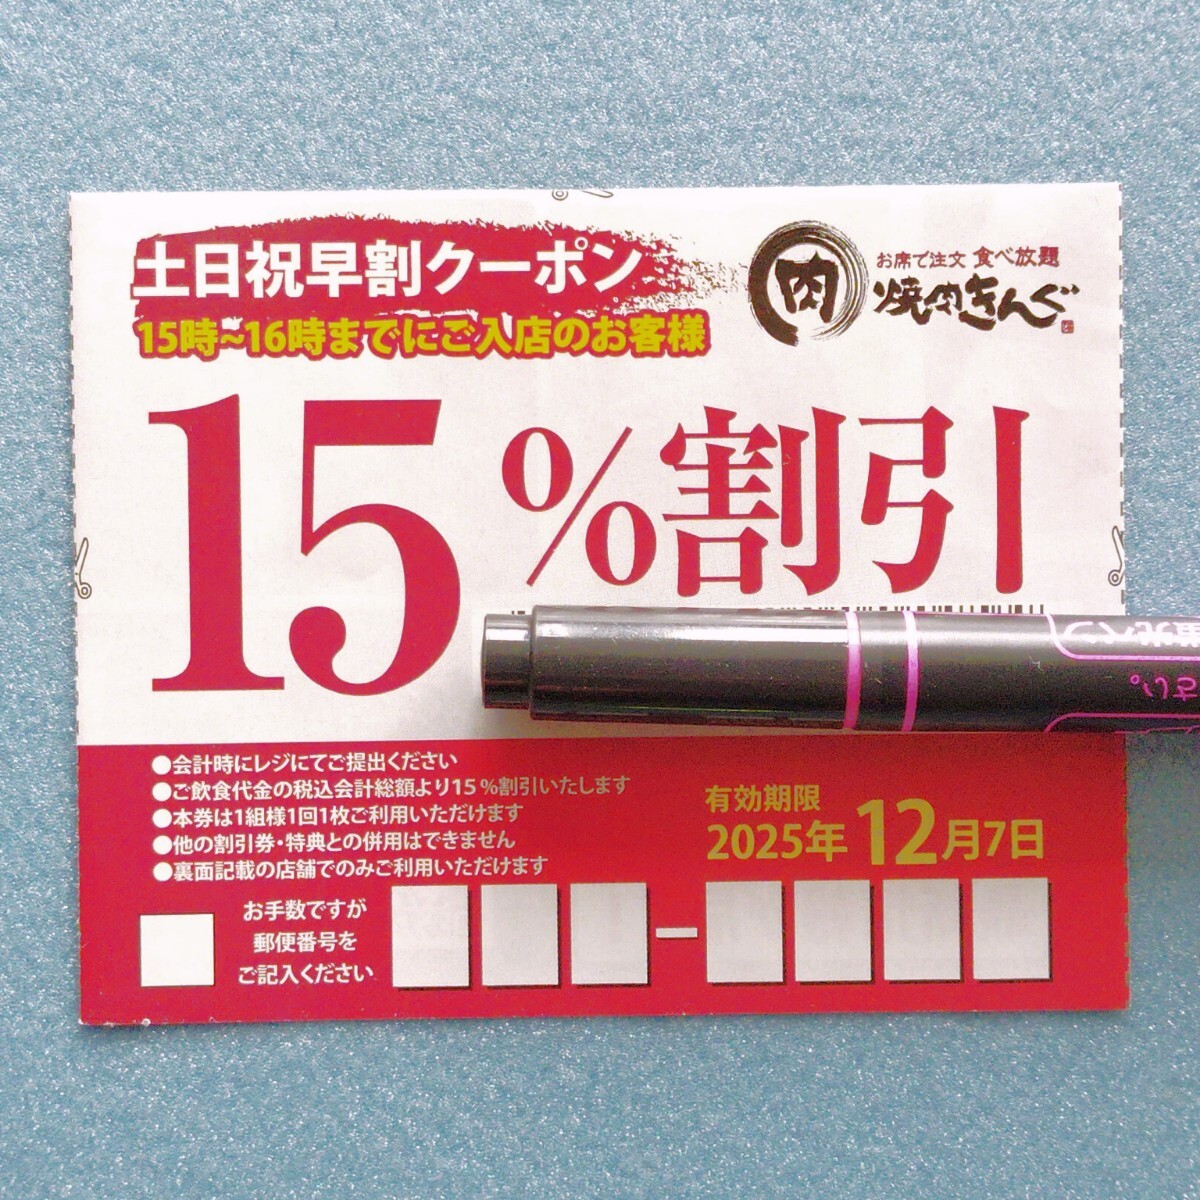 土日祝早割クーポン
15時~16時までにご入店のお客様
肉
お席で注文 食べ放題
焼肉きんぐ
15%割引
●会計時にレジにてご提出ください
●ご飲食代金の税込会計総額より15%割引いたします
●本券は1組様1回1枚ご利用いただけます
●他の割引券・特典との併用はできません
●裏面記載の店舗でのみご利用いただけます
有効期限
2025年12月7日
お手数ですが
郵便番号を
ご記入ください
さい。